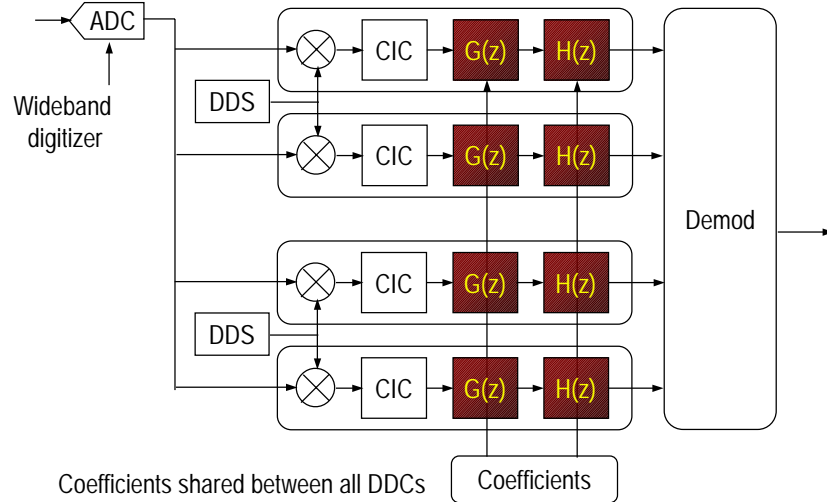 ADC
Wideband
digitizer
CIC
G(z)
H(z)
DDS
CIC
G(z)
H(z)
Demod
CIC
G(z)
H(z)
DDS
CIC
G(z)
H(z)
Coefficients shared between all DDCs
Coefficients